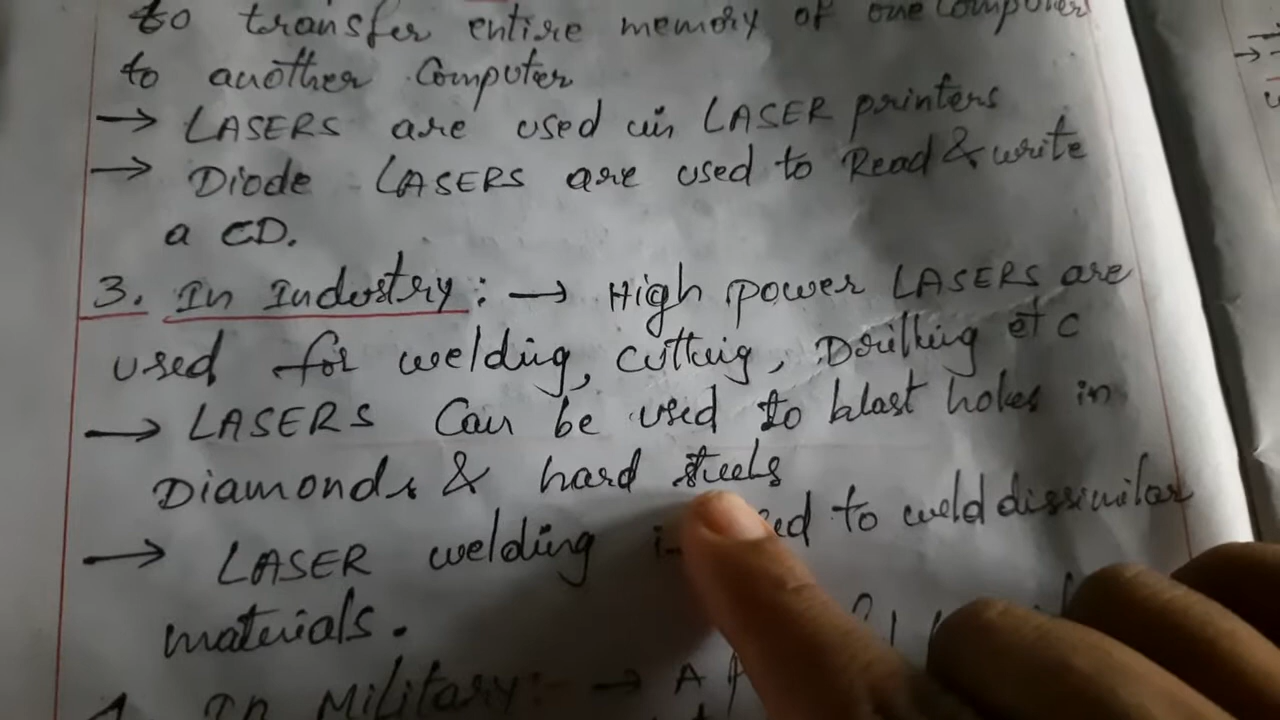 to transfer entire memory of one computer
to another Computer
→ LASERS are used in LASER printers
→ Diode LASERS are used to Read & write
a CD.
3. In Industry: → High power LASERS are
used for welding, cutting, Drilling etc
→ LASERS Can be used to blast holes in
Diamonds & hard steels
→ LASER welding to weld dissimilar
materials.
In Military: → A